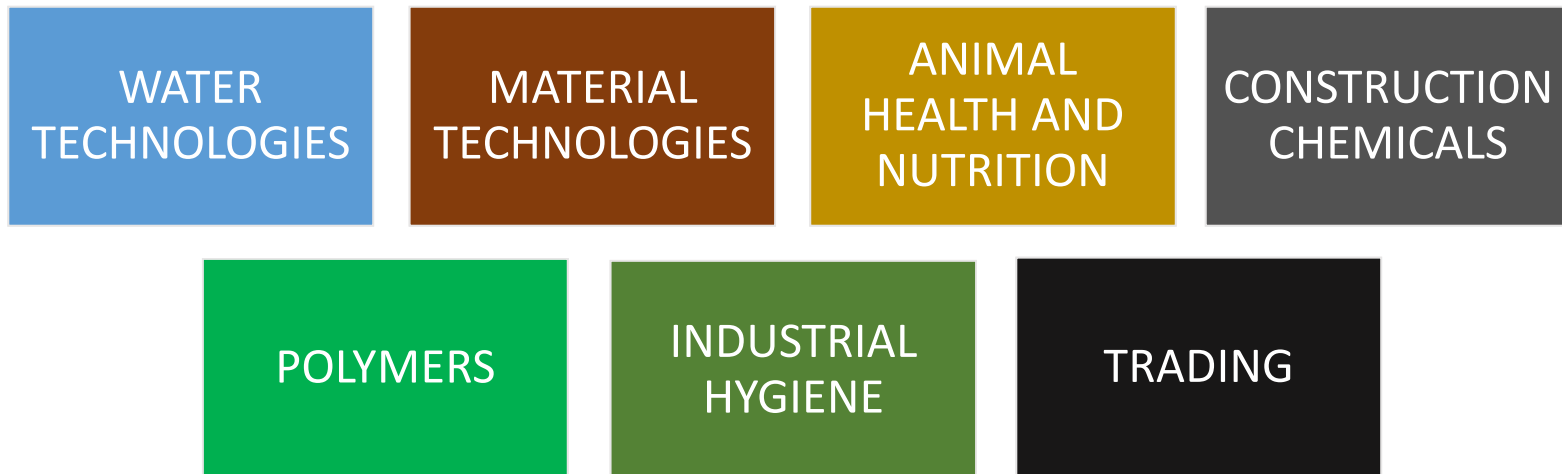 WATER
TECHNOLOGIES
MATERIAL
TECHNOLOGIES
ANIMAL
HEALTH AND
NUTRITION
CONSTRUCTION
CHEMICALS
POLYMERS
INDUSTRIAL
HYGIENE
TRADING